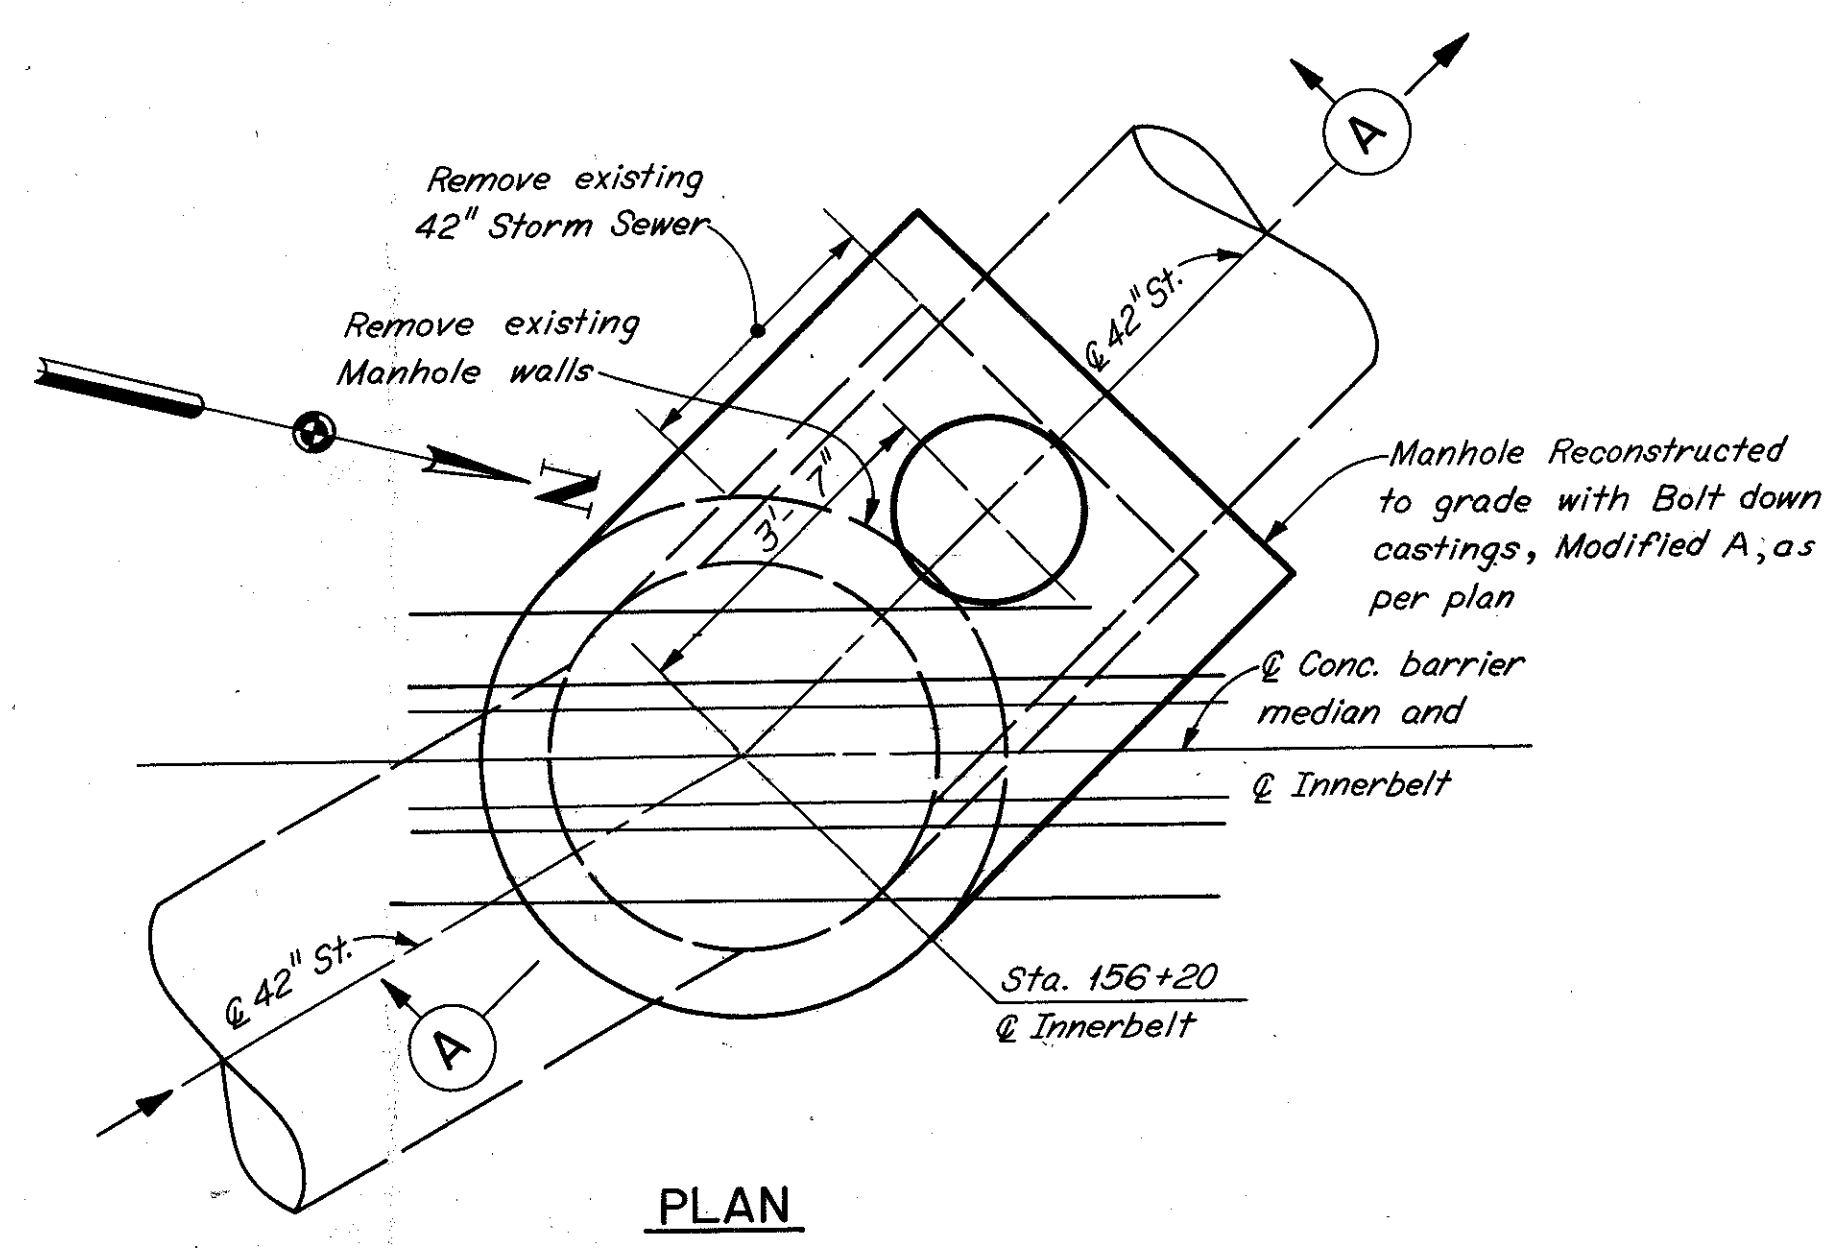 A
Remove existing
42" Storm Sewer
℄ 42" St.
Remove existing
Manhole walls
N
3'-7"
Manhole Reconstructed
to grade with Bolt down
castings, Modified A, as
per plan
℄ Conc. barrier
median and
℄ Innerbelt
℄ 42" St.
A
Sta. 156+20
℄ Innerbelt
PLAN